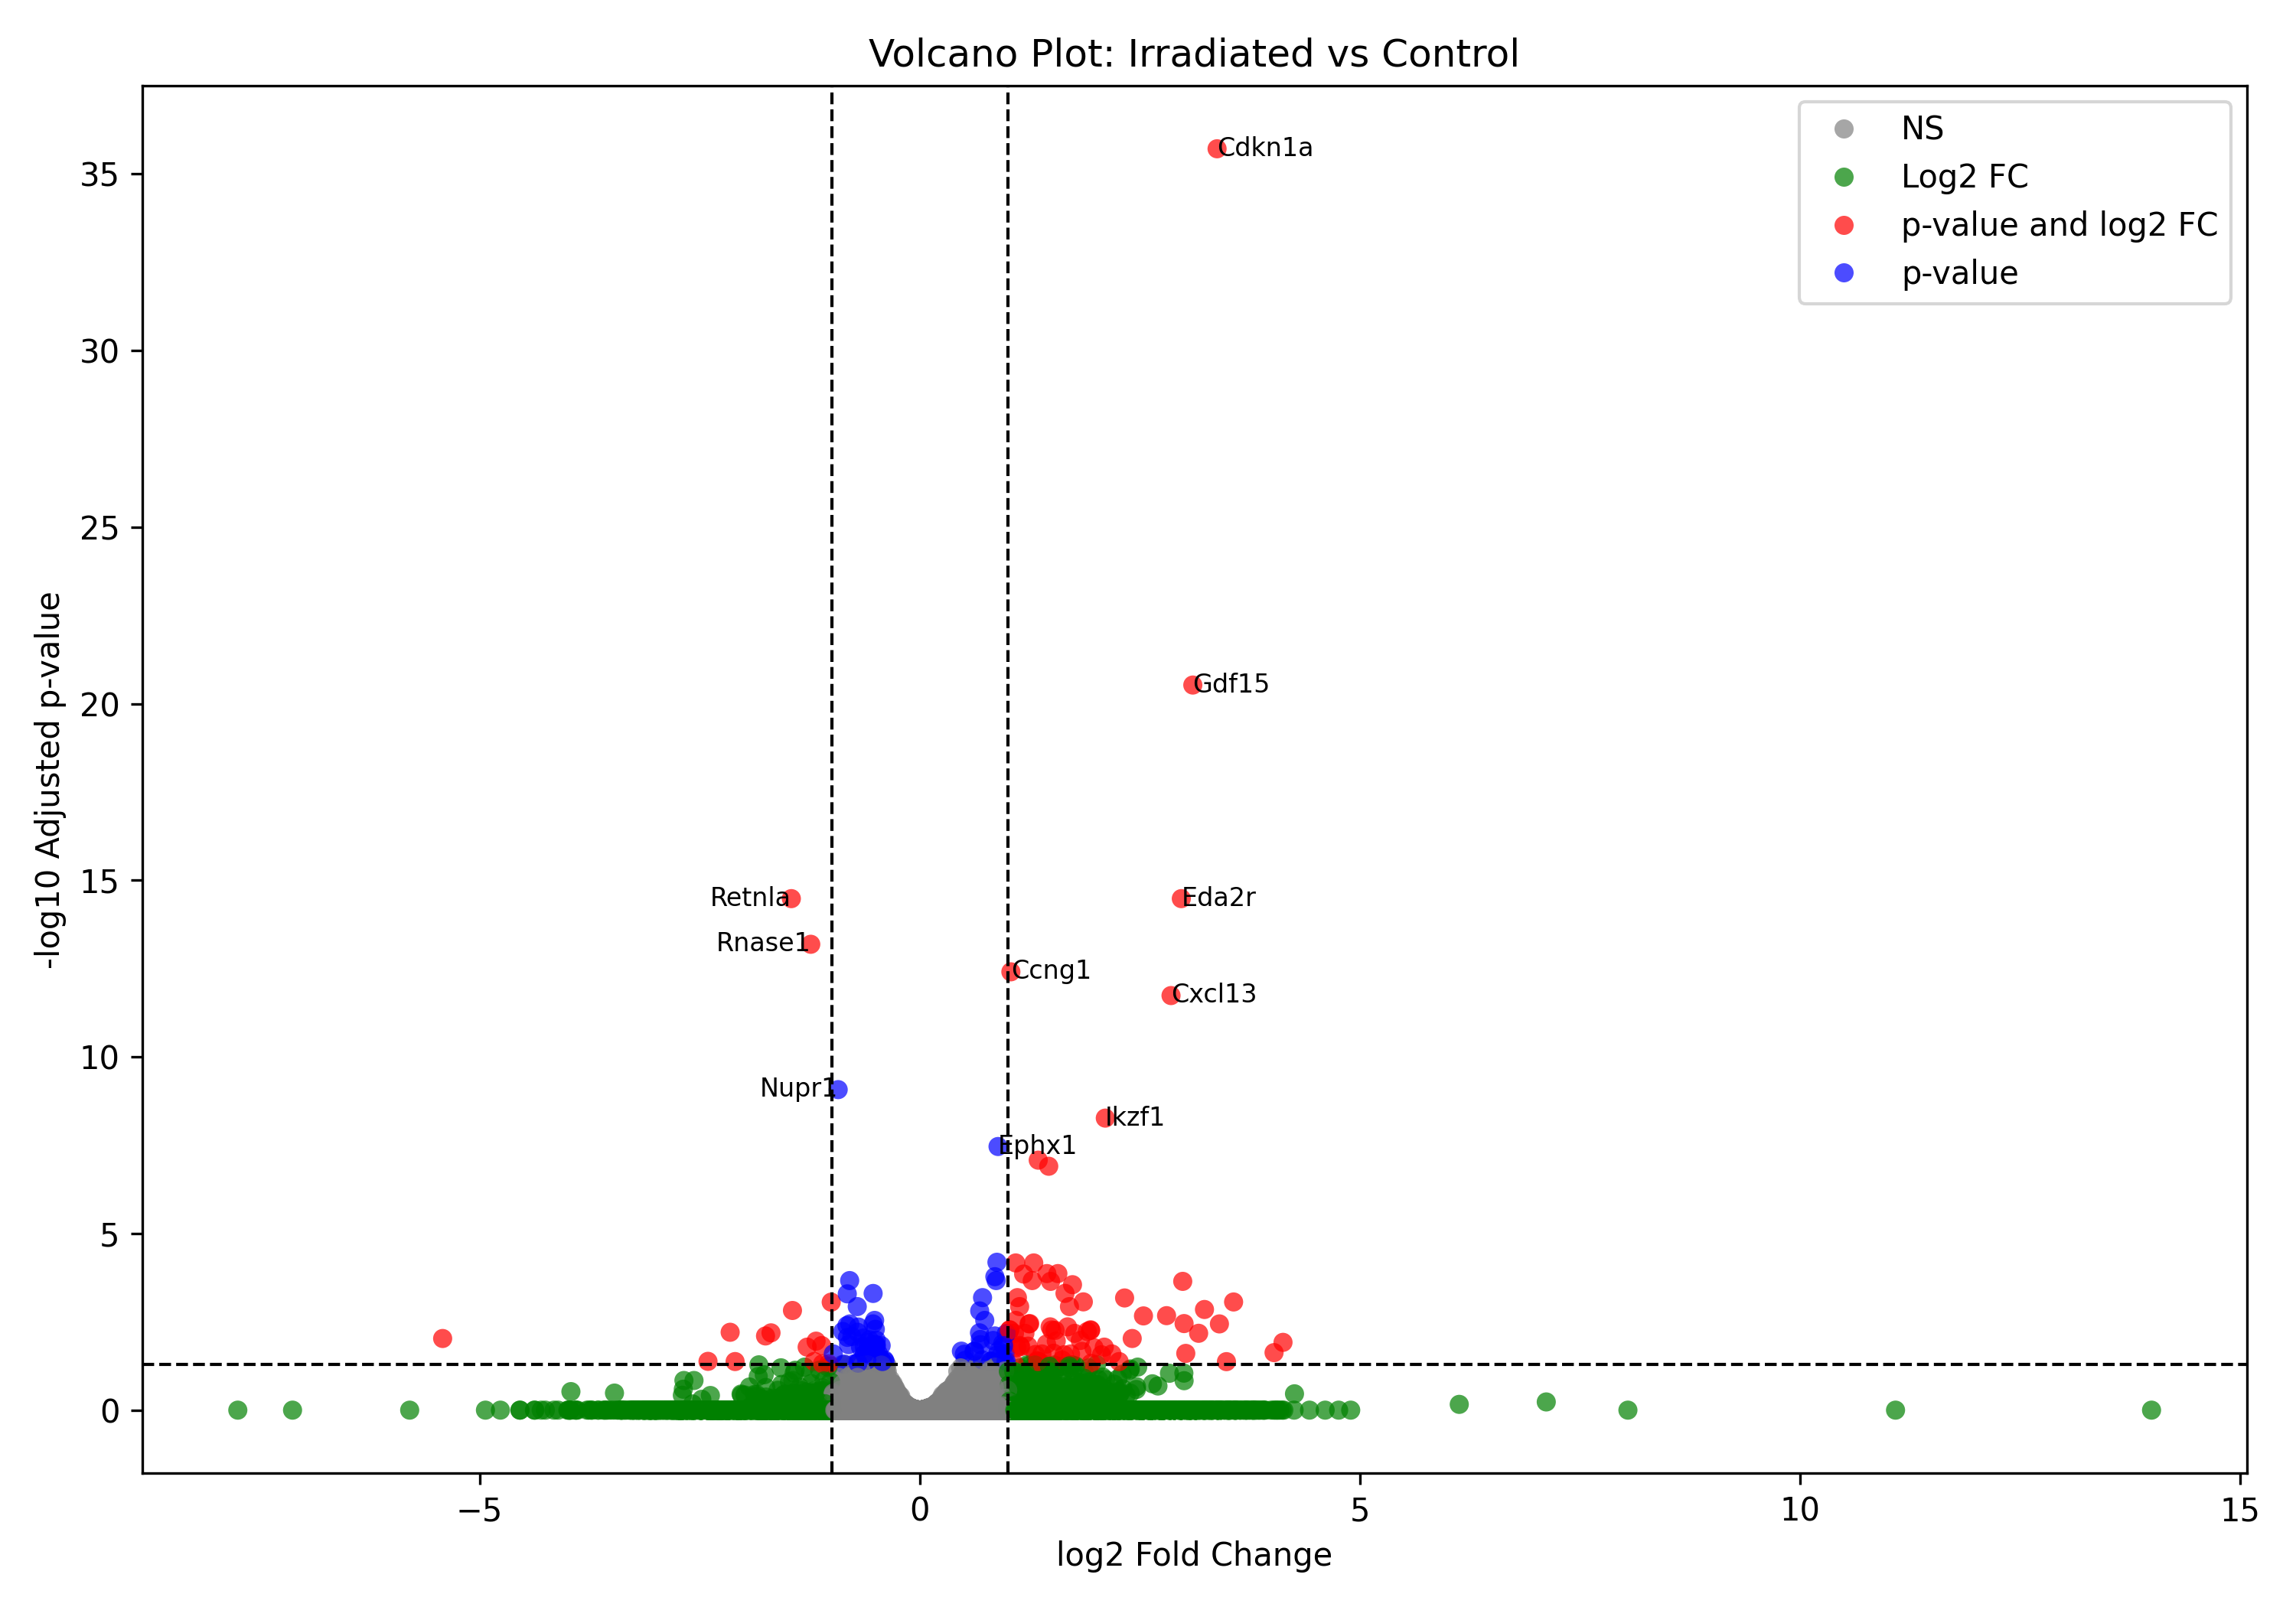 Volcano Plot: Irradiated vs Control
NS
Log2 FC
p-value and log2 FC
p-value
Cdkn1a
Gdf15
Retnla
Eda2r
Rnase1
Ccng1
Cxcl13
Nupr1
Ikzf1
Ephx1
-log10 Adjusted p-value
35
30
25
20
15
10
5
0
−5
0
5
10
15
log2 Fold Change